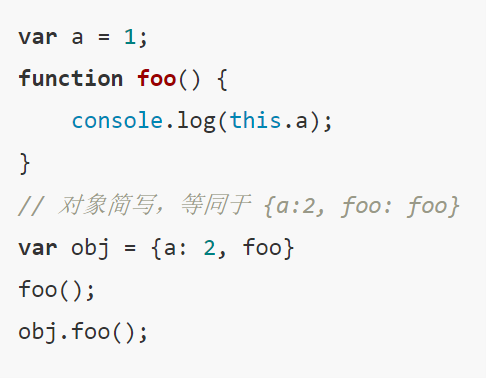 var a = 1;
function foo() {
    console.log(this.a);
}
// 对象简写，等同于 {a:2, foo: foo}
var obj = {a: 2, foo}
foo();
obj.foo();